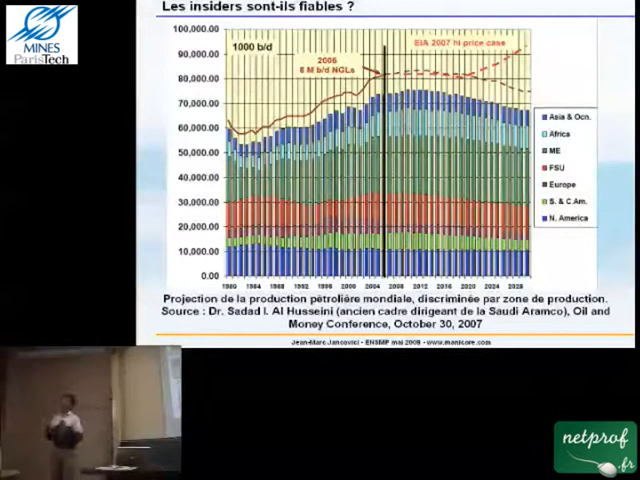 Les insiders sont-ils fiables ?
MINES
ParisTech
100,000.00
90,000.00
80,000.00
70,000.00
60,000.00
50,000.00
40,000.00
30,000.00
20,000.00
10,000.00
0.00
1000 b/d
2006
8 M b/d NGLs
EIA 2007 hi price case
Asia & Ocn.
Africa
ME
FSU
Europe
S. & C Am.
N. America
1980 1984 1988 1992 1996 2000 2004 2008 2012 2016 2020 2024 2028
Projection de la production pétrolière mondiale, discriminée par zone de production.
Source : Dr. Sadad I. Al Husseini (ancien cadre dirigeant de la Saudi Aramco), Oil and
Money Conference, October 30, 2007
Jean-Marc Jancovici - ENSMP mai 2008 - www.manicore.com
netprof
.fr